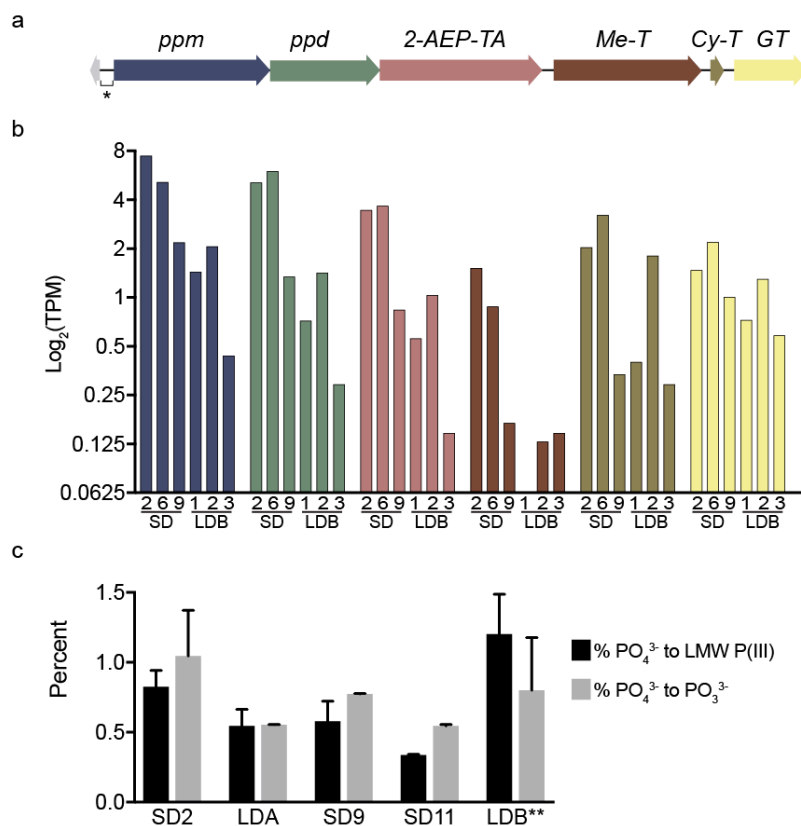 a
ppm ppd 2-AEP-TA Me-T Cy-T GT
*
b
Log₂(TPM)
8
4
2
1
0.5
0.25
0.125
0.0625
2 6 9 1 2 3 2 6 9 1 2 3 2 6 9 1 2 3 2 6 9 1 2 3 2 6 9 1 2 3 2 6 9 1 2 3
SD LDB SD LDB SD LDB SD LDB SD LDB SD LDB
c
Percent
1.5
1.0
0.5
0.0
SD2 LDA SD9 SD11 LDB**
% PO₄³⁻ to LMW P(III)
% PO₄³⁻ to PO₃³⁻